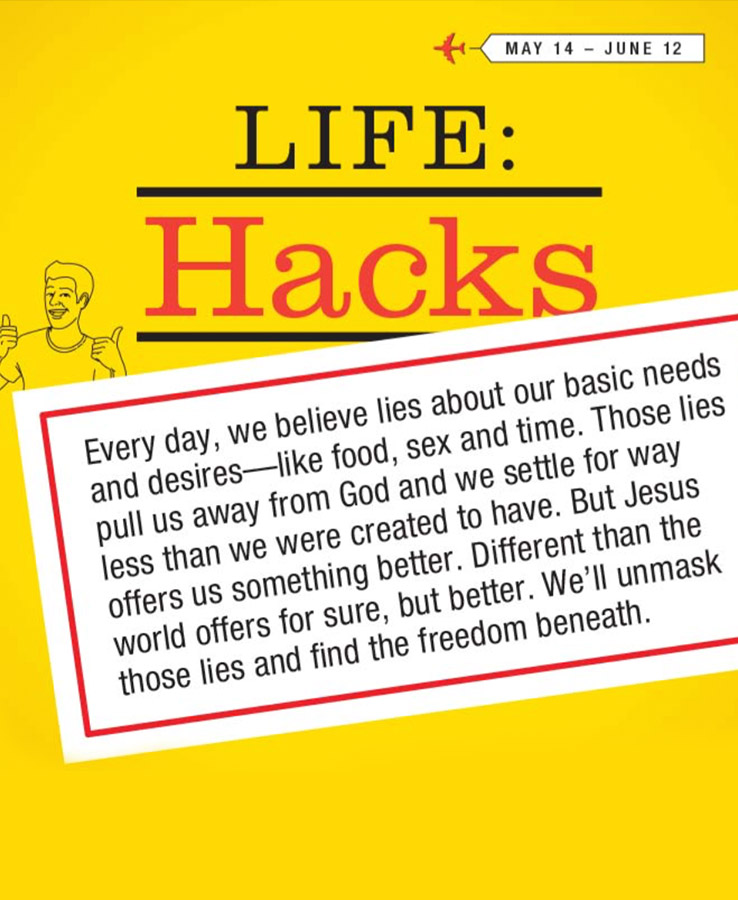 MAY 14 – JUNE 12
LIFE:
Hacks
Every day, we believe lies about our basic needs
and desires—like food, sex and time. Those lies
pull us away from God and we settle for way
less than we were created to have. But Jesus
offers us something better. Different than the
world offers for sure, but better. We'll unmask
those lies and find the freedom beneath.